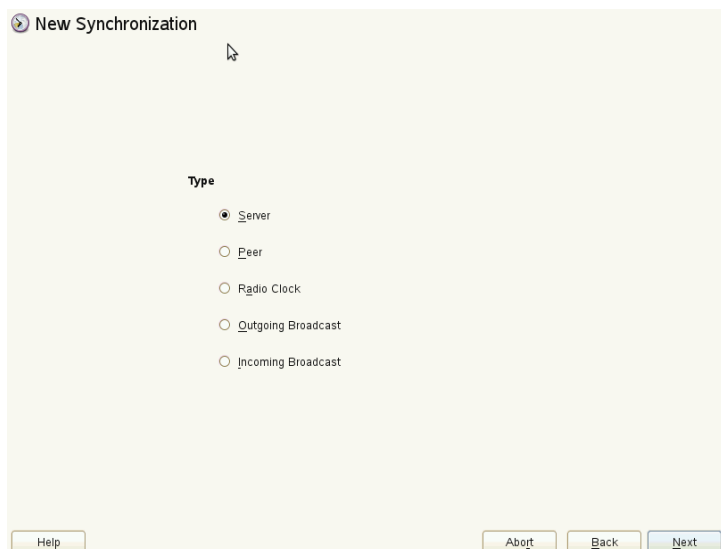 New Synchronization
Type
Server
Peer
Radio Clock
Outgoing Broadcast
Incoming Broadcast
Help
Abort
Back
Next